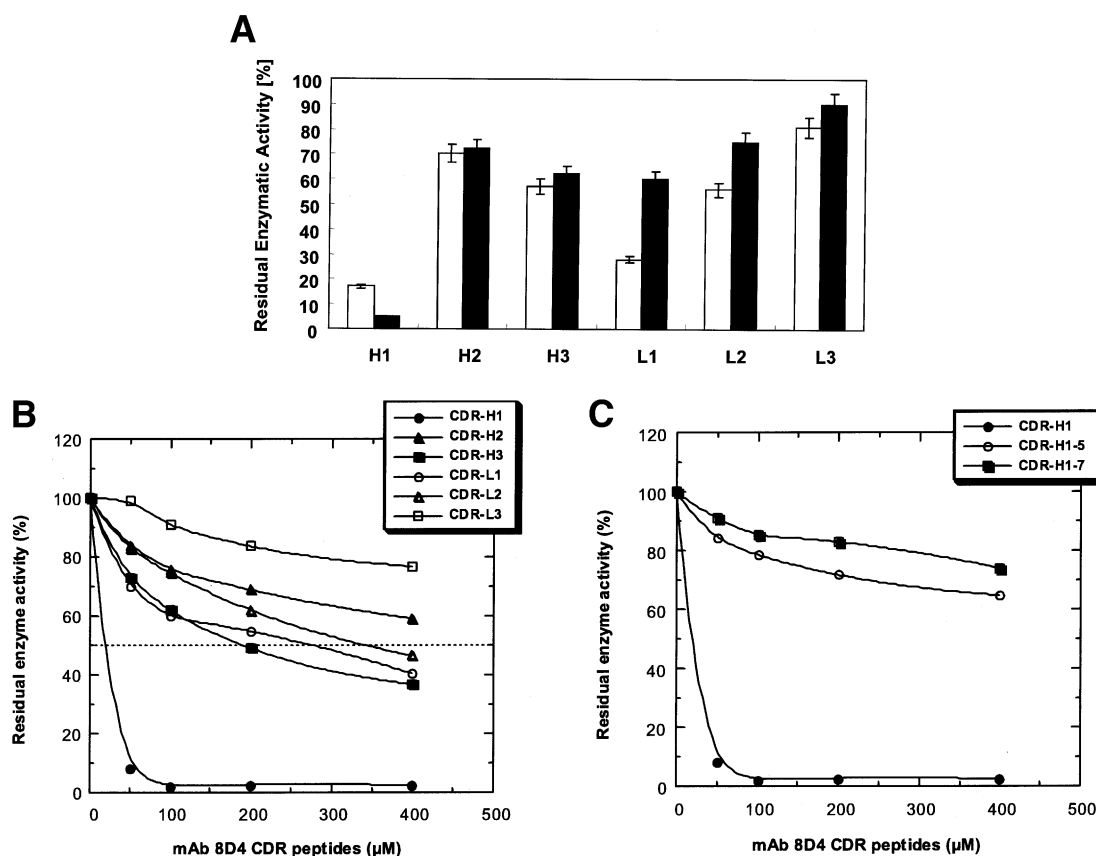 A
Residual Enzymatic Activity [%]
100
90
80
70
60
50
40
30
20
10
0
H1 H2 H3 L1 L2 L3
B
CDR-H1
CDR-H2
CDR-H3
CDR-L1
CDR-L2
CDR-L3
Residual enzyme activity (%)
120
100
80
60
40
20
0
0 100 200 300 400 500
mAb 8D4 CDR peptides (µM)
C
CDR-H1
CDR-H1-5
CDR-H1-7
Residual enzyme activity (%)
120
100
80
60
40
20
0
0 100 200 300 400 500
mAb 8D4 CDR peptides (µM)